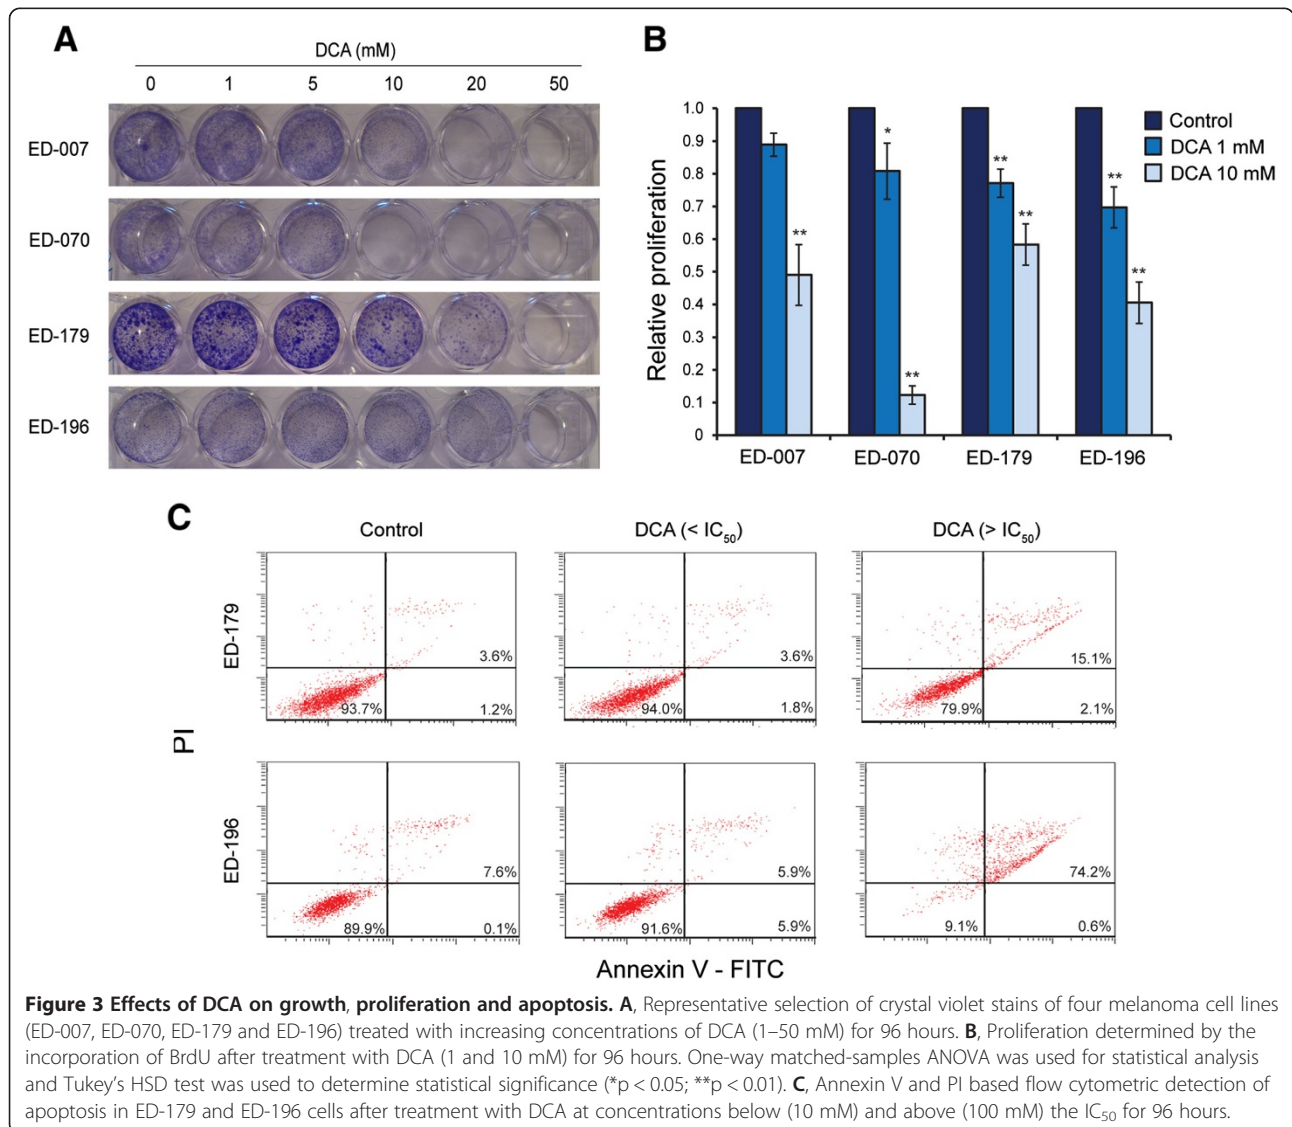 A
DCA (mM)
0 1 5 10 20 50
ED-007
ED-070
ED-179
ED-196
B
Relative proliferation
1.0
0.9
0.8
0.7
0.6
0.5
0.4
0.3
0.2
0.1
0
ED-007 ED-070 ED-179 ED-196
Control
DCA 1 mM
DCA 10 mM
**
*
**
**
**
**
**
C
Control DCA (< IC50) DCA (> IC50)
ED-179
3.6% 3.6% 15.1%
93.7% 1.2% 94.0% 1.8% 79.9% 2.1%
PI
ED-196
7.6% 5.9% 74.2%
89.9% 0.1% 91.6% 5.9% 9.1% 0.6%
Annexin V - FITC
Figure 3 Effects of DCA on growth, proliferation and apoptosis. A, Representative selection of crystal violet stains of four melanoma cell lines
(ED-007, ED-070, ED-179 and ED-196) treated with increasing concentrations of DCA (1–50 mM) for 96 hours. B, Proliferation determined by the
incorporation of BrdU after treatment with DCA (1 and 10 mM) for 96 hours. One-way matched-samples ANOVA was used for statistical analysis
and Tukey's HSD test was used to determine statistical significance (*p < 0.05; **p < 0.01). C, Annexin V and PI based flow cytometric detection of
apoptosis in ED-179 and ED-196 cells after treatment with DCA at concentrations below (10 mM) and above (100 mM) the IC50 for 96 hours.